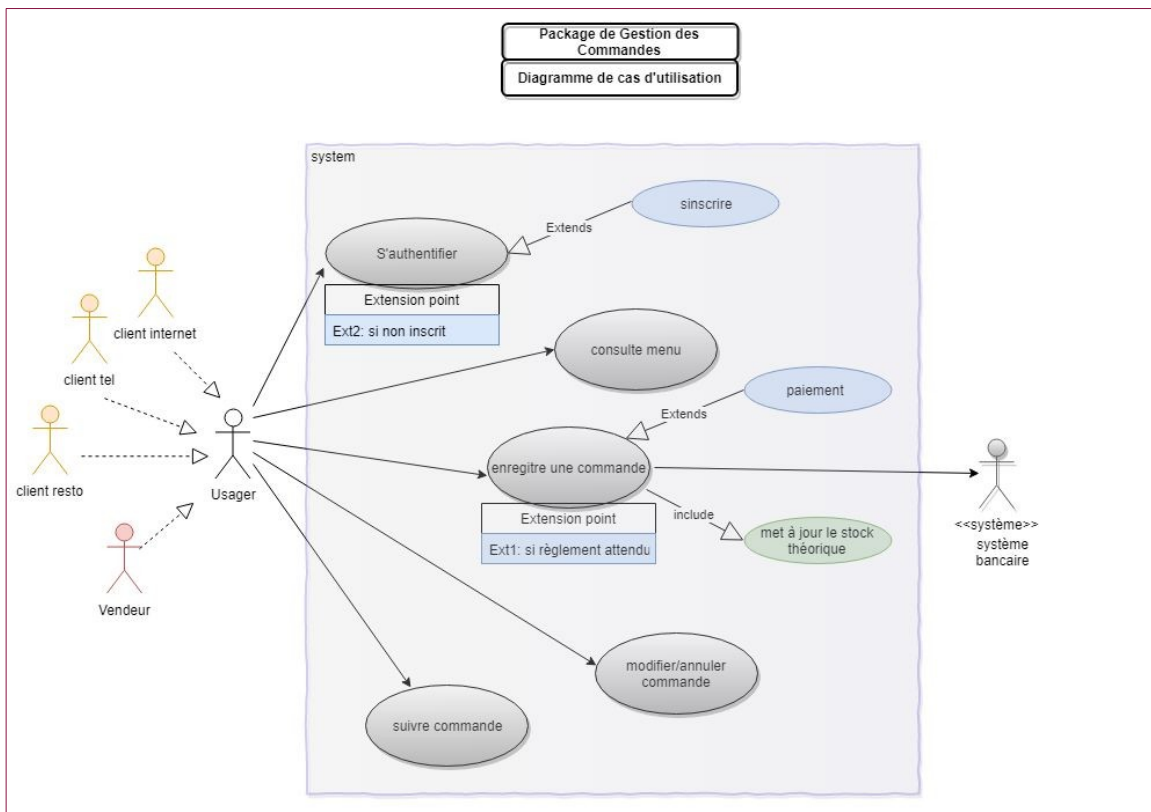 Package de Gestion des
Commandes
Diagramme de cas d'utilisation
system
sinscrire
Extends
S'authentifier
Extension point
Ext2: si non inscrit
client internet
client tel
client resto
Usager
Vendeur
consulte menu
paiement
Extends
enregitre une commande
Extension point
Ext1: si règlement attendu
include
met à jour le stock
théorique
<<système>>
système
bancaire
modifier/annuler
commande
suivre commande